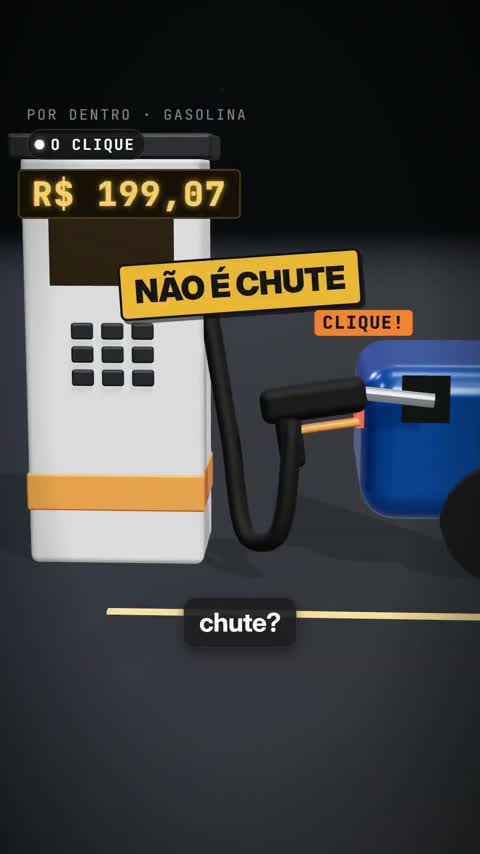 POR DENTRO · GASOLINA
O CLIQUE
R$ 199,07
NÃO É CHUTE
CLIQUE!
chute?